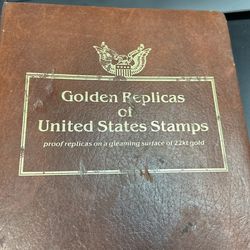 Golden Replicas
of
United States Stamps
proof replicas on a gleaming surface of 22kt gold